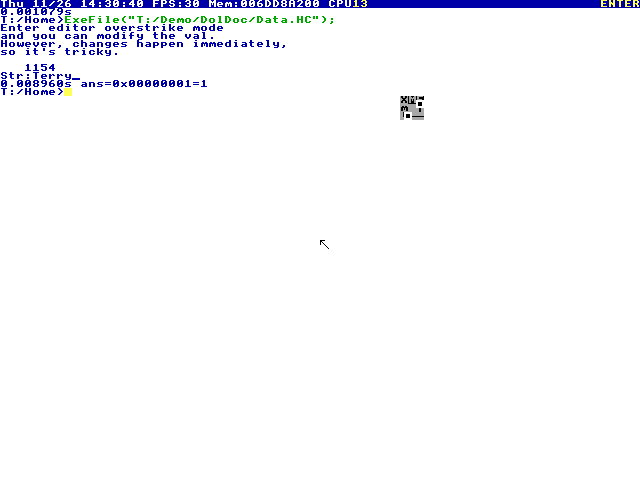 Thu 11/26 14:30:40 FPS:30 Mem:006DD8A200 CPU13 ENTER
0.001079s
T:/Home>ExeFile("T:/Demo/DolDoc/Data.HC");
Enter editor overstrike mode
and you can modify the val.
However, changes happen immediately,
so it's tricky.
1154
Str:Terry_
0.008960s ans=0x00000001=1
T:/Home>